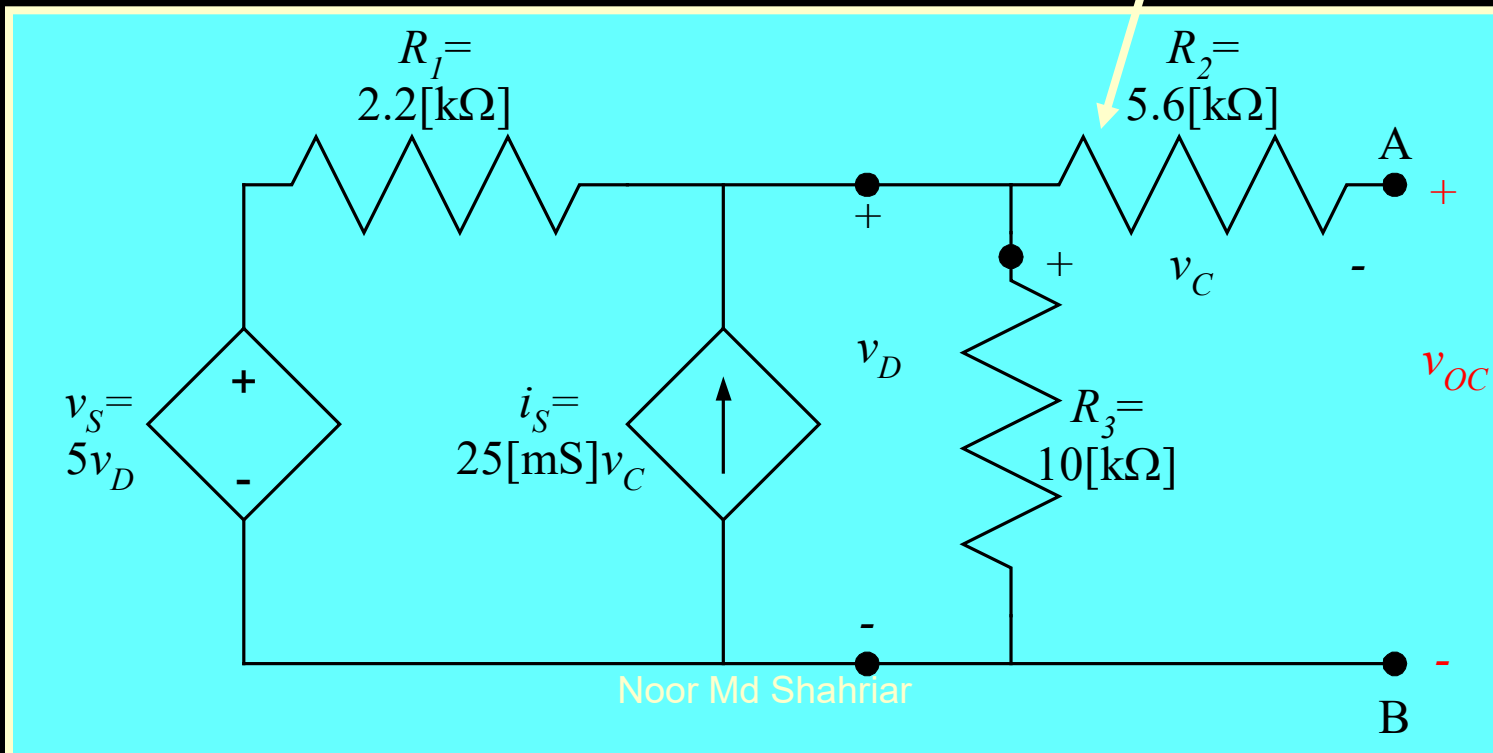 R1=
2.2[kΩ]
R2=
5.6[kΩ]
A
+
+
+
vC
-
vD
vOC
+
-
vS=
5vD
iS=
25[mS]vC
R3=
10[kΩ]
-
-
Noor Md Shahriar
B